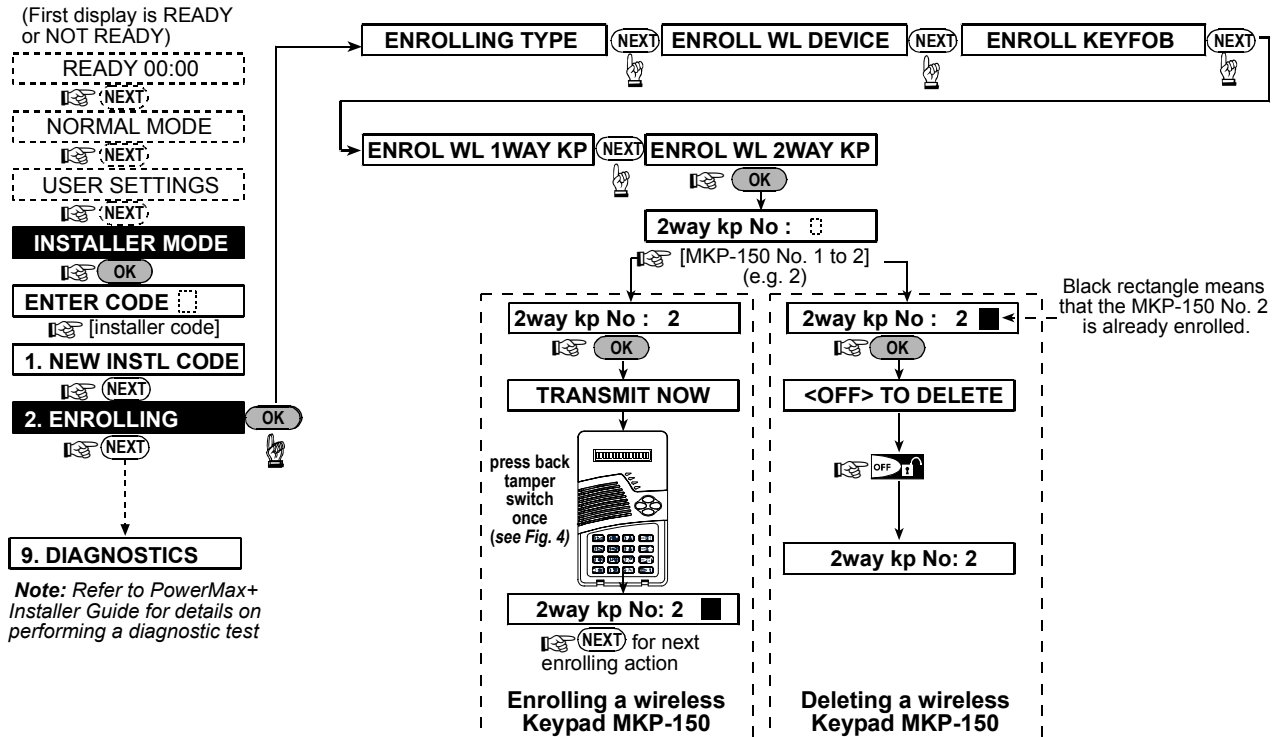 (First display is READY
or NOT READY)
READY 00:00
NEXT
NORMAL MODE
NEXT
USER SETTINGS
NEXT
INSTALLER MODE
OK
ENTER CODE
[installer code]
1. NEW INSTL CODE
NEXT
2. ENROLLING
OK
NEXT
9. DIAGNOSTICS
Note: Refer to PowerMax+
Installer Guide for details on
performing a diagnostic test
ENROLLING TYPE
NEXT
ENROLL WL DEVICE
NEXT
ENROLL KEYFOB
NEXT
ENROL WL 1WAY KP
NEXT
ENROL WL 2WAY KP
OK
2way kp No :
[MKP-150 No. 1 to 2]
(e.g. 2)
2way kp No : 2
OK
TRANSMIT NOW
press back
tamper
switch
once
(see Fig. 4)
2way kp No: 2
NEXT for next
enrolling action
Enrolling a wireless
Keypad MKP-150
2way kp No : 2
Black rectangle means
that the MKP-150 No. 2
is already enrolled.
OK
<OFF> TO DELETE
OFF
2way kp No: 2
Deleting a wireless
Keypad MKP-150